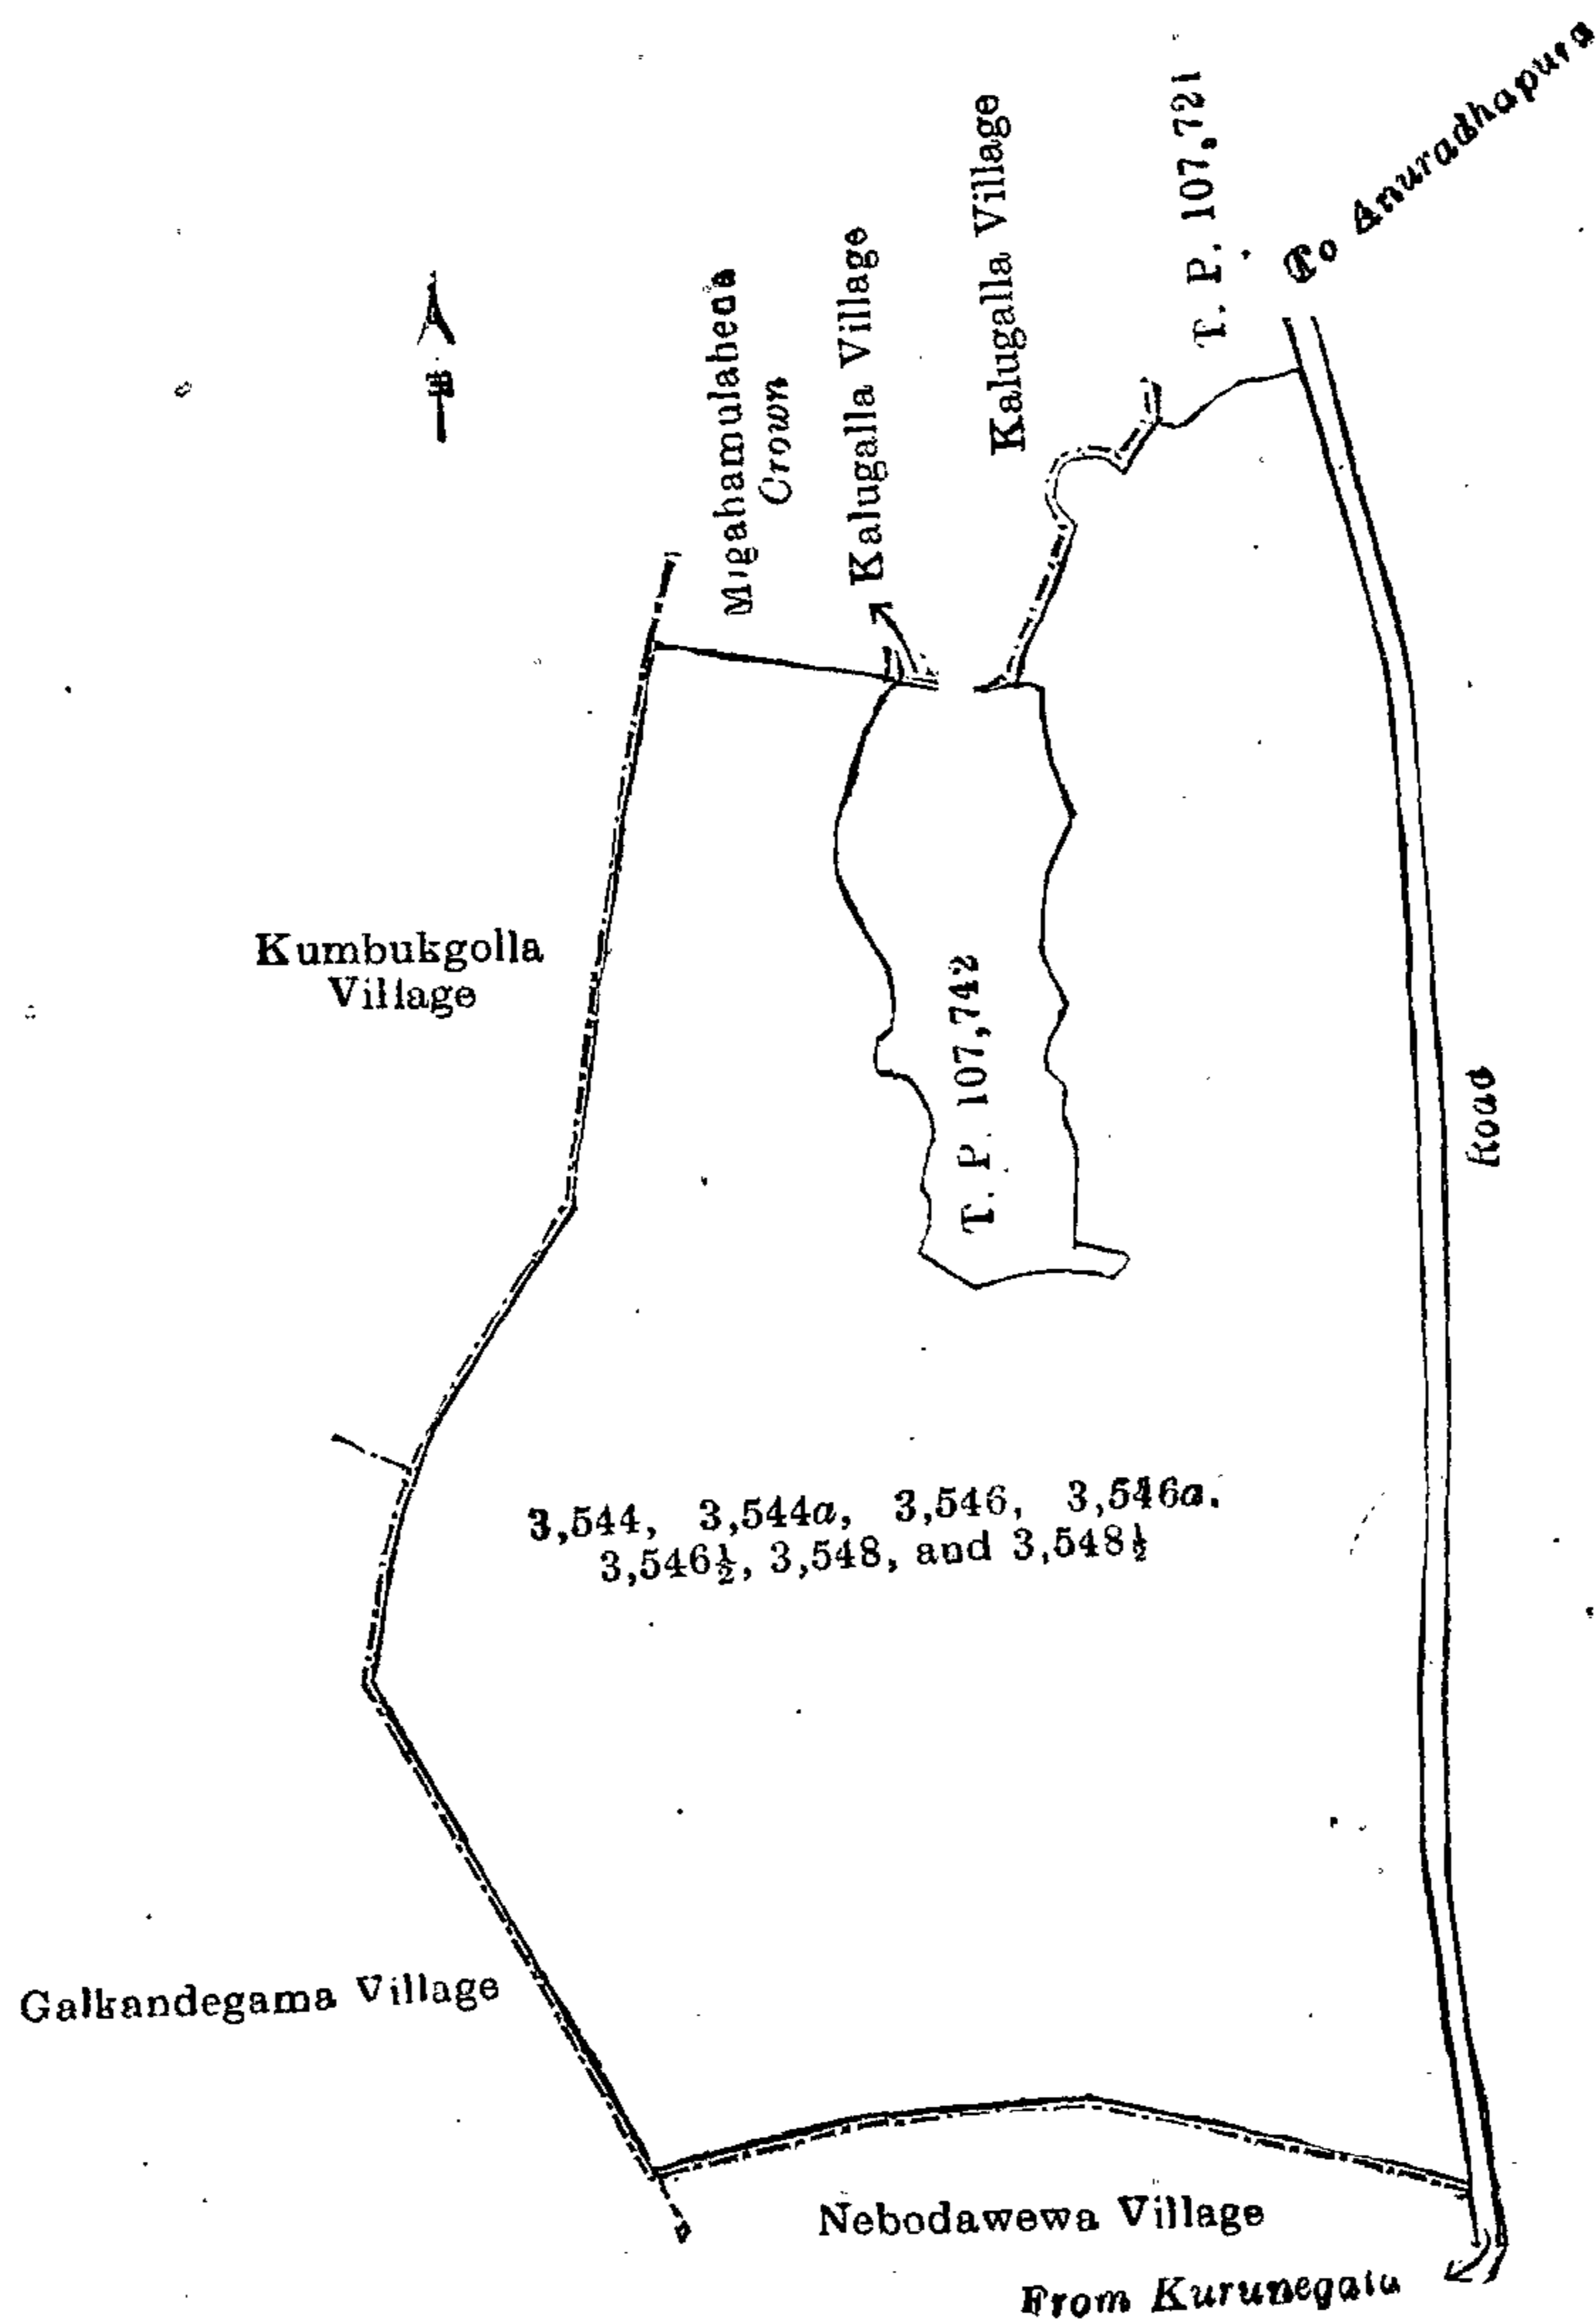 To Anuradhapura
T. P. 107,721
Kalugalla Village
Kalugalla Village
Migahamulahena
Crown
Kumbukgolla
Village
T. P. 107,742
Road
3,544, 3,544a, 3,546, 3,546a,
3,546½, 3,548, and 3,548½
Galkandegama Village
Nebodawewa Village
From Kurunegala